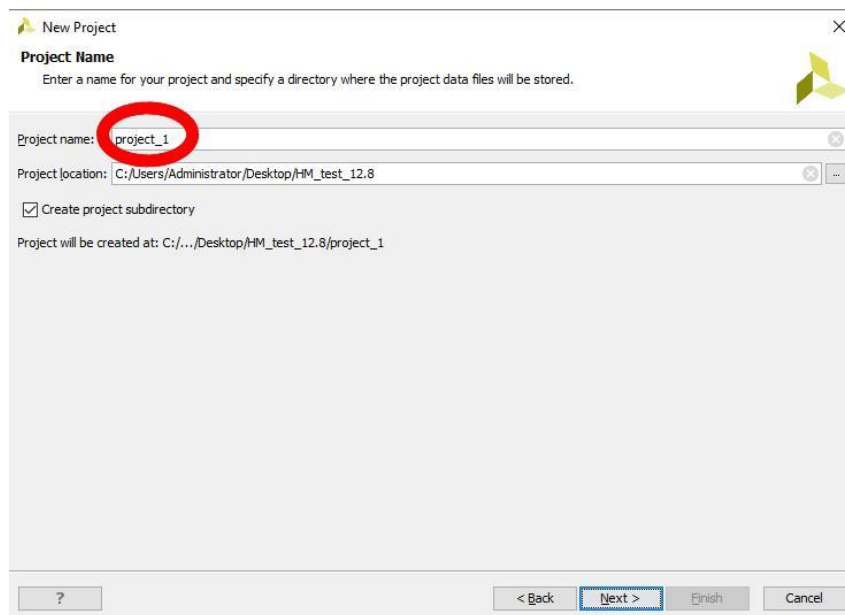 New Project
Project Name
Enter a name for your project and specify a directory where the project data files will be stored.
Project name: project_1
Project location: C:/Users/Administrator/Desktop/HM_test_12.8 ...
Create project subdirectory
Project will be created at: C:/.../Desktop/HM_test_12.8/project_1
? < Back Next > Finish Cancel